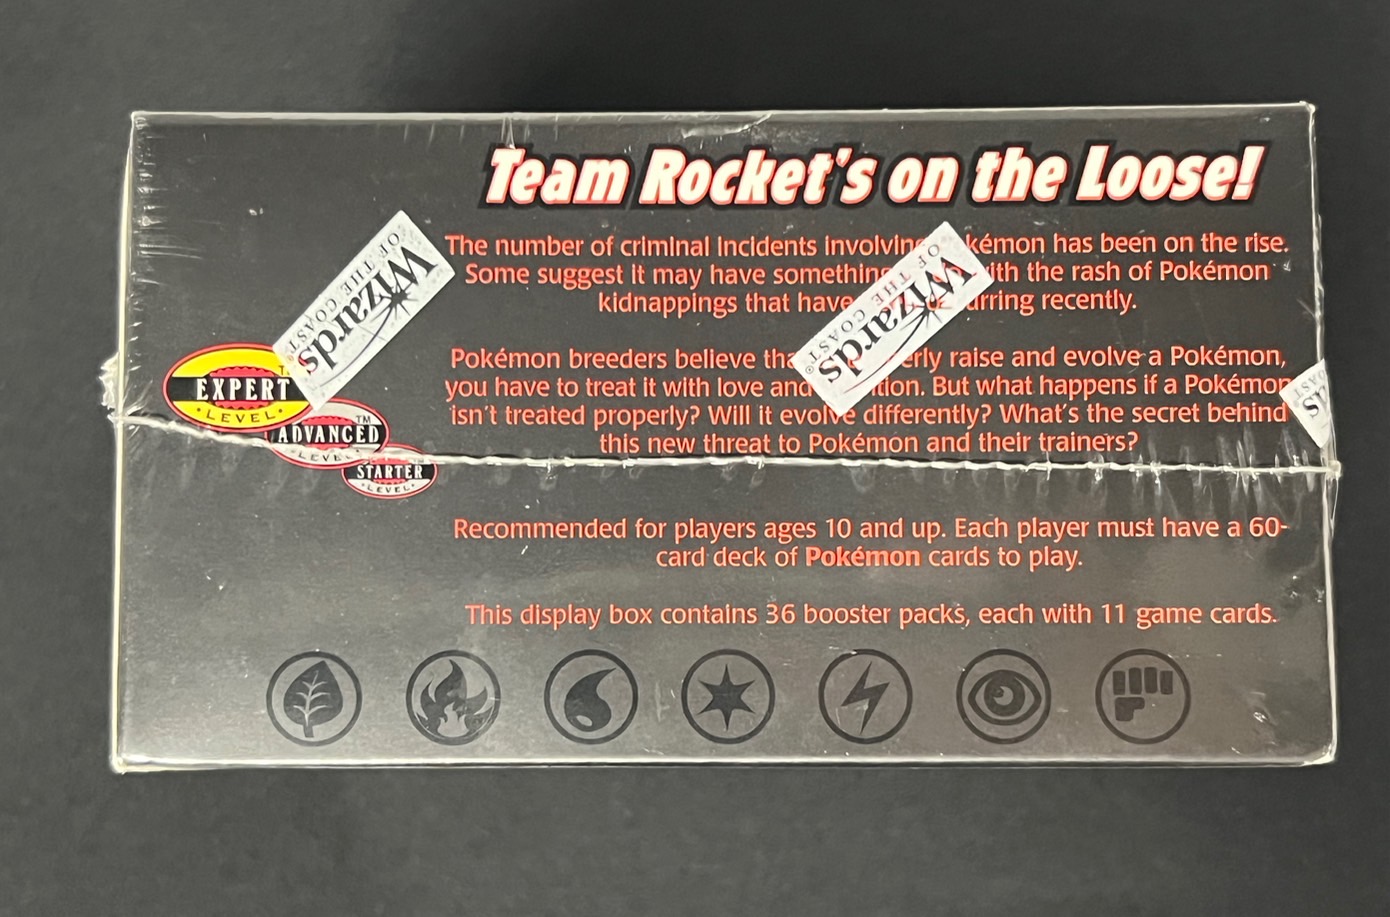 Team Rocket's on the Loose!
The number of criminal incidents involving Pokémon has been on the rise.
Some suggest it may have something with the rash of Pokémon
kidnappings that have recently.
Pokémon breeders believe raise and evolve a Pokémon,
you have to treat it with love and But what happens if a Pokémon
isn't treated properly? Will it evolve differently? What's the secret behind
this new threat to Pokémon and their trainers?
EXPERT
LEVEL
ADVANCED
TM
LEVEL
STARTER
LEVEL
Recommended for players ages 10 and up. Each player must have a 60-
card deck of Pokémon cards to play.
This display box contains 36 booster packs, each with 11 game cards.
Wizards
OF THE COAST®
Wizards
OF THE COAST®